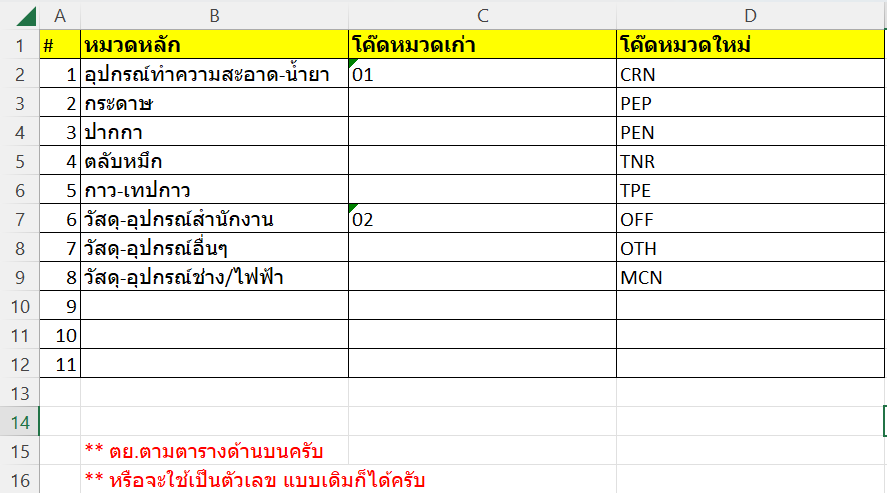 A B C D
1 # หมวดหลัก โค๊ดหมวดเก่า โค๊ดหมวดใหม่
2 1 อุปกรณ์ทำความสะอาด-น้ำยา 01 CRN
3 2 กระดาษ PEP
4 3 ปากกา PEN
5 4 ตลับหมึก TNR
6 5 กาว-เทปกาว TPE
7 6 วัสดุ-อุปกรณ์สำนักงาน 02 OFF
8 7 วัสดุ-อุปกรณ์อื่นๆ OTH
9 8 วัสดุ-อุปกรณ์ช่าง/ไฟฟ้า MCN
10 9
11 10
12 11
13
14
15 ** ตย.ตามตารางด้านบนครับ
16 ** หรือจะใช้เป็นตัวเลข แบบเดิมก็ได้ครับ